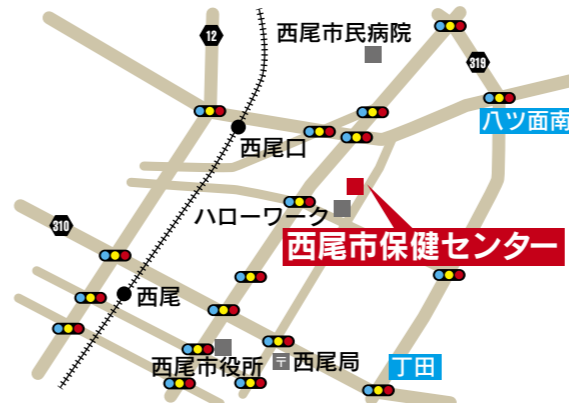 12
西尾市民病院
319
八ツ面南
西尾口
ハローワーク
310
西尾市保健センター
西尾
西尾市役所
〒西尾局
丁田